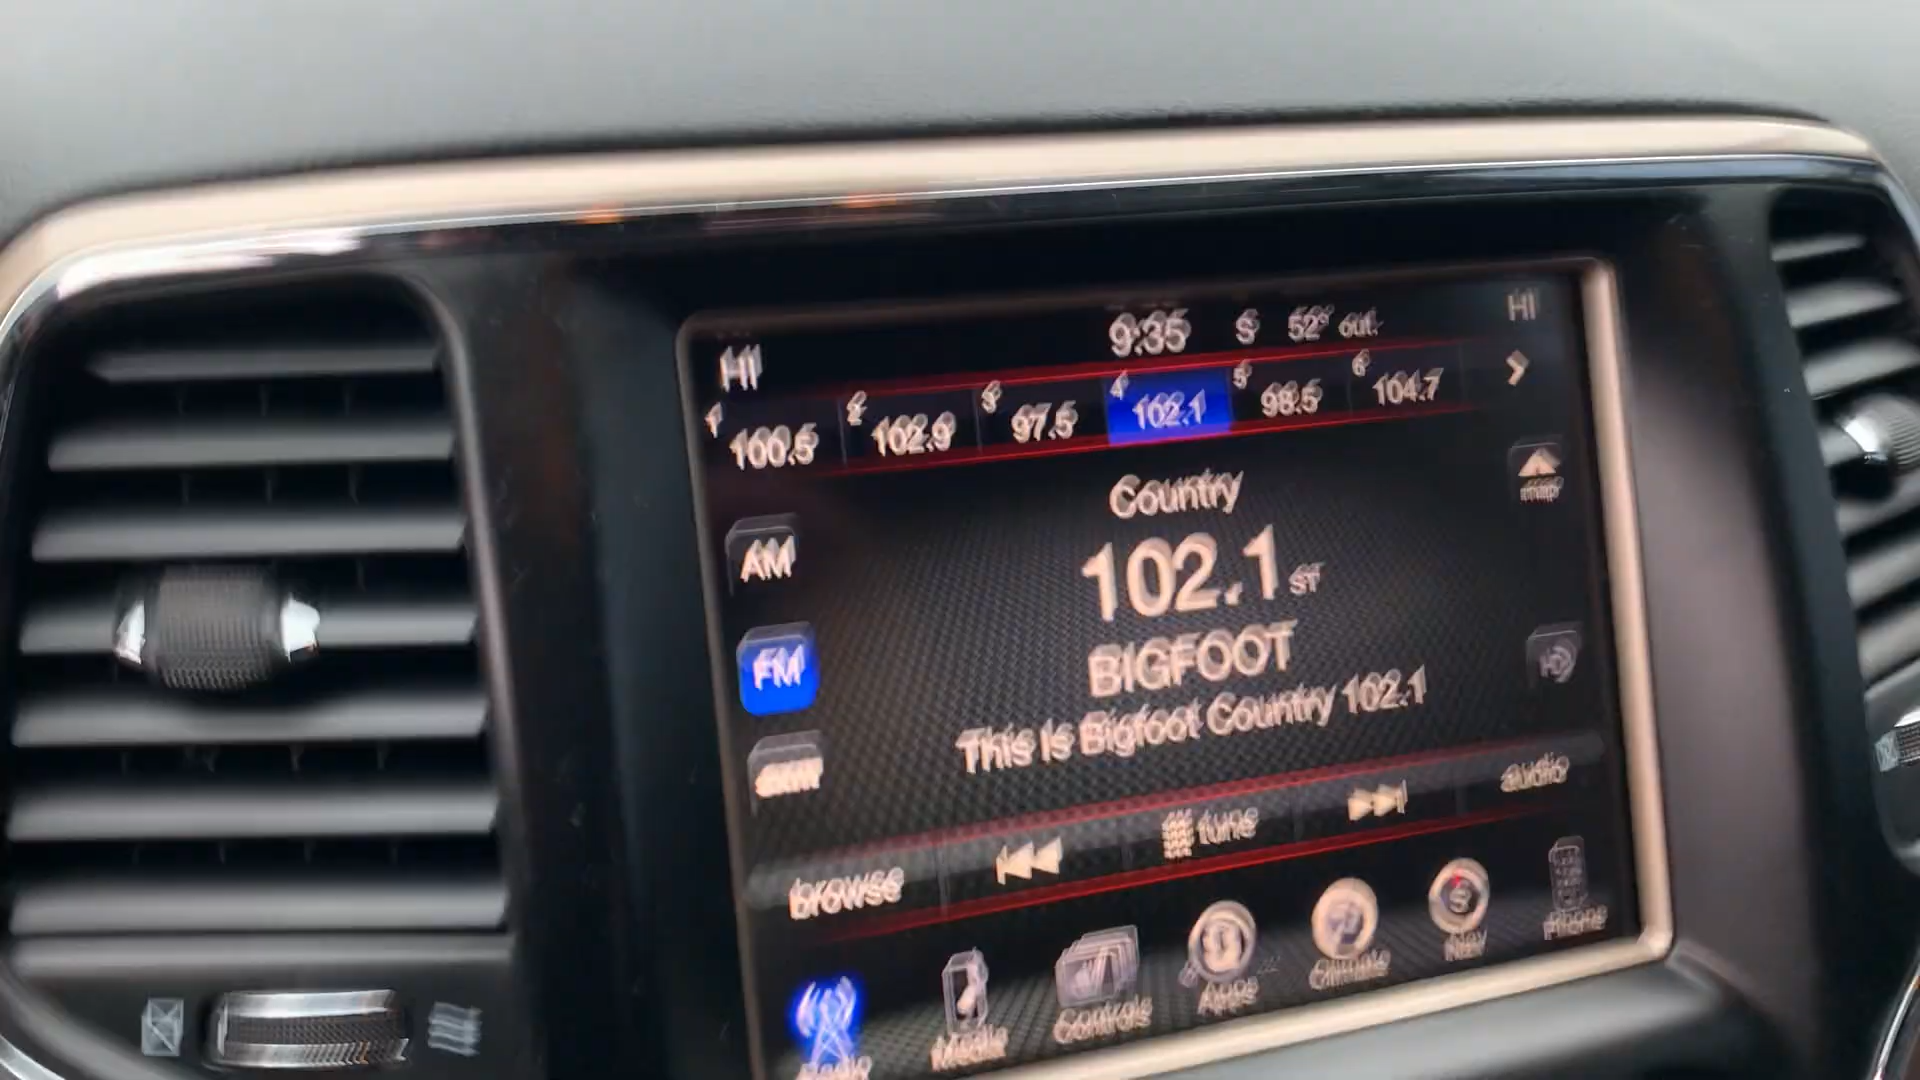 HI 9:35 S 52° out. HI
1 100.5 2 102.9 3 97.5 4 102.1 5 98.5 6 104.7
Country
102.1 ST
BIGFOOT
This Is Bigfoot Country 102.1
map
AM
FM
HD
browse tune audio
Radio Media Controls Apps Climate Nav Phone